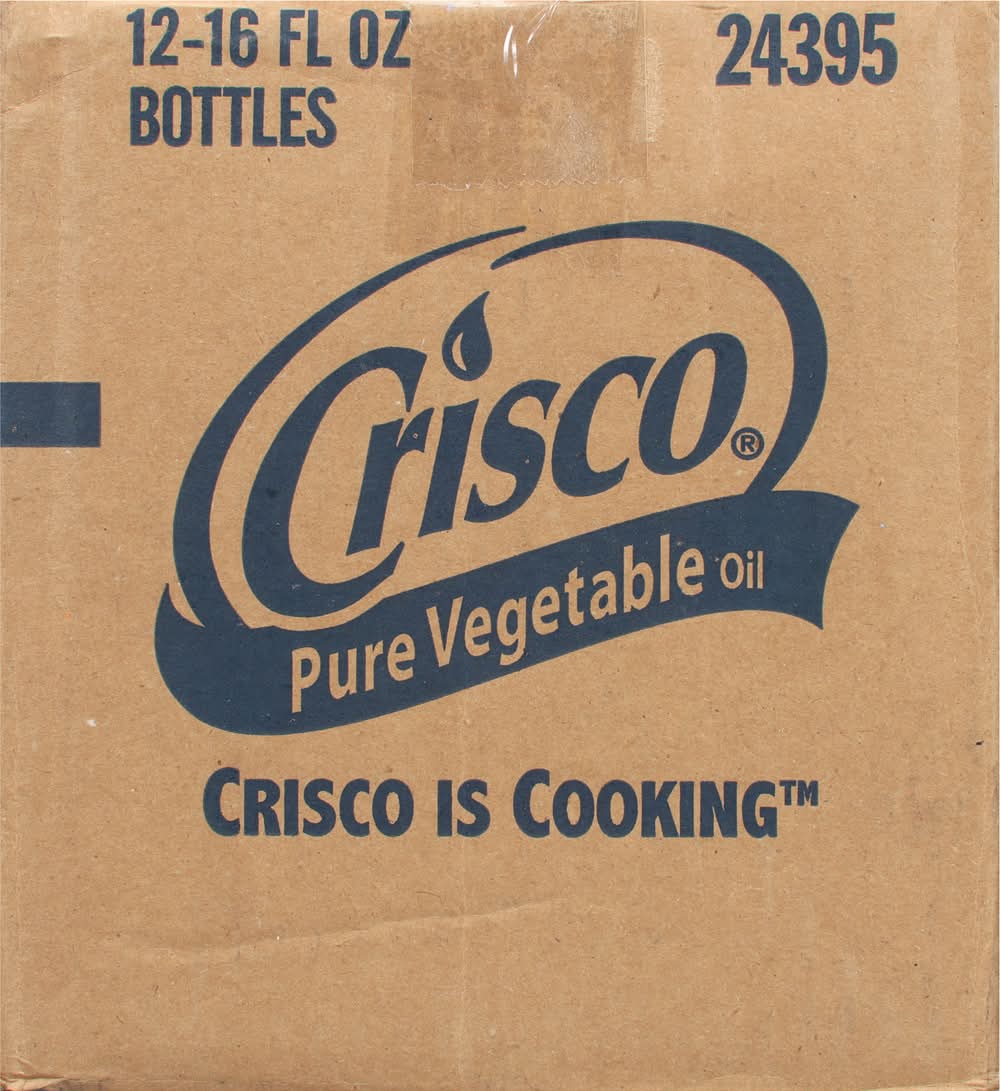 12-16 FL OZ
BOTTLES
24395
Crisco®
Pure Vegetable Oil
CRISCO IS COOKING™